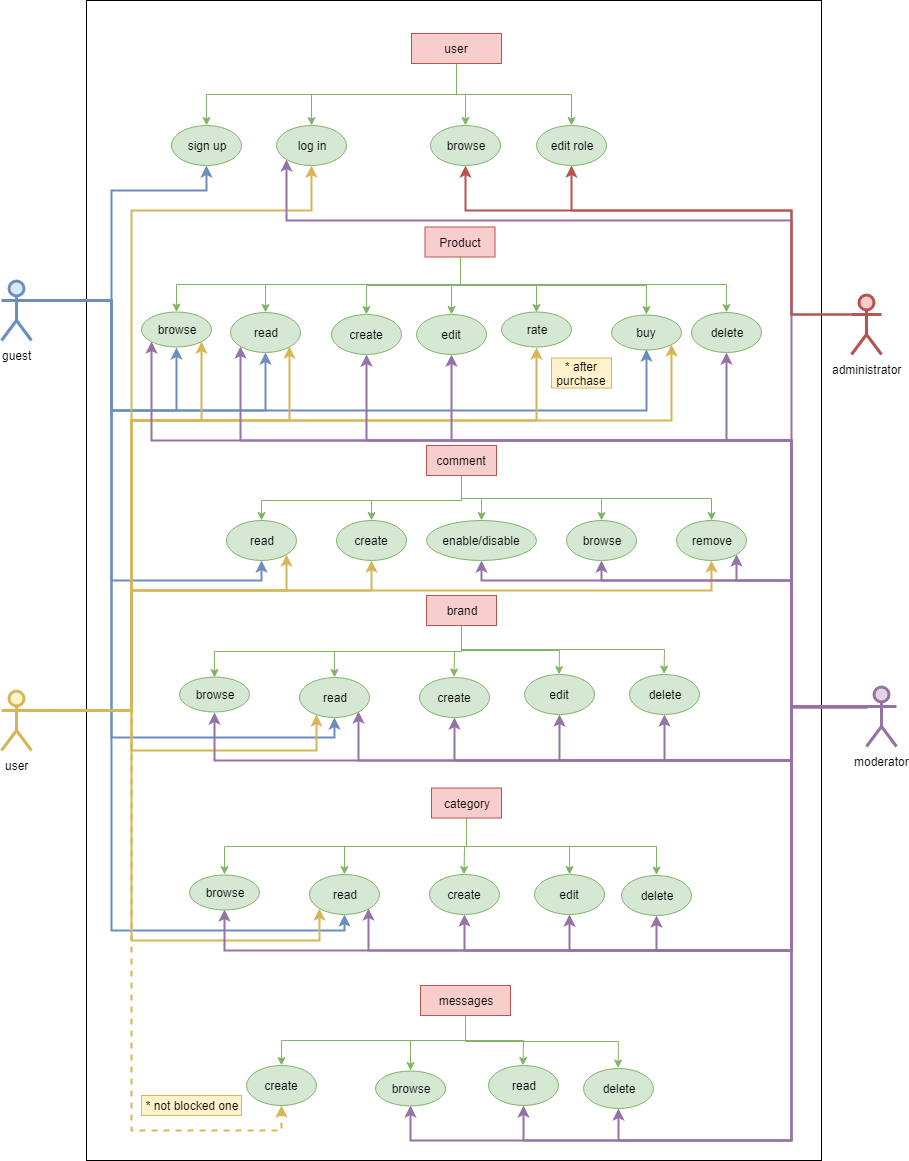 user
sign up
log in
browse
edit role
Product
browse
read
create
edit
rate
buy
delete
guest
* after
purchase
administrator
comment
read
create
enable/disable
browse
remove
brand
browse
read
create
edit
delete
user
moderator
category
browse
read
create
edit
delete
messages
create
browse
read
delete
* not blocked one